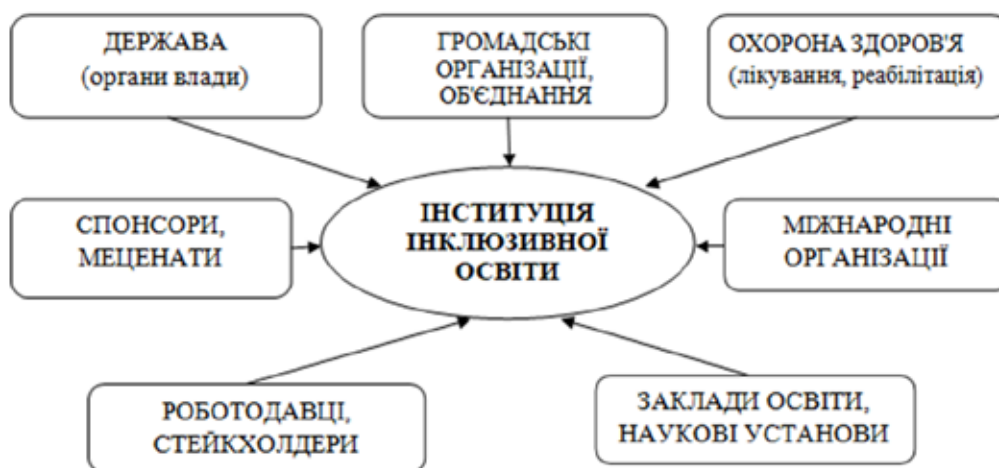 ДЕРЖАВА
(органи влади)
ГРОМАДСЬКІ
ОРГАНІЗАЦІЇ,
ОБ'ЄДНАННЯ
ОХОРОНА ЗДОРОВ'Я
(лікування, реабілітація)
СПОНСОРИ,
МЕЦЕНАТИ
ІНСТИТУЦІЯ
ІНКЛЮЗИВНОЇ
ОСВІТИ
МІЖНАРОДНІ
ОРГАНІЗАЦІЇ
РОБОТОДАВЦІ,
СТЕЙКХОЛДЕРИ
ЗАКЛАДИ ОСВІТИ,
НАУКОВІ УСТАНОВИ